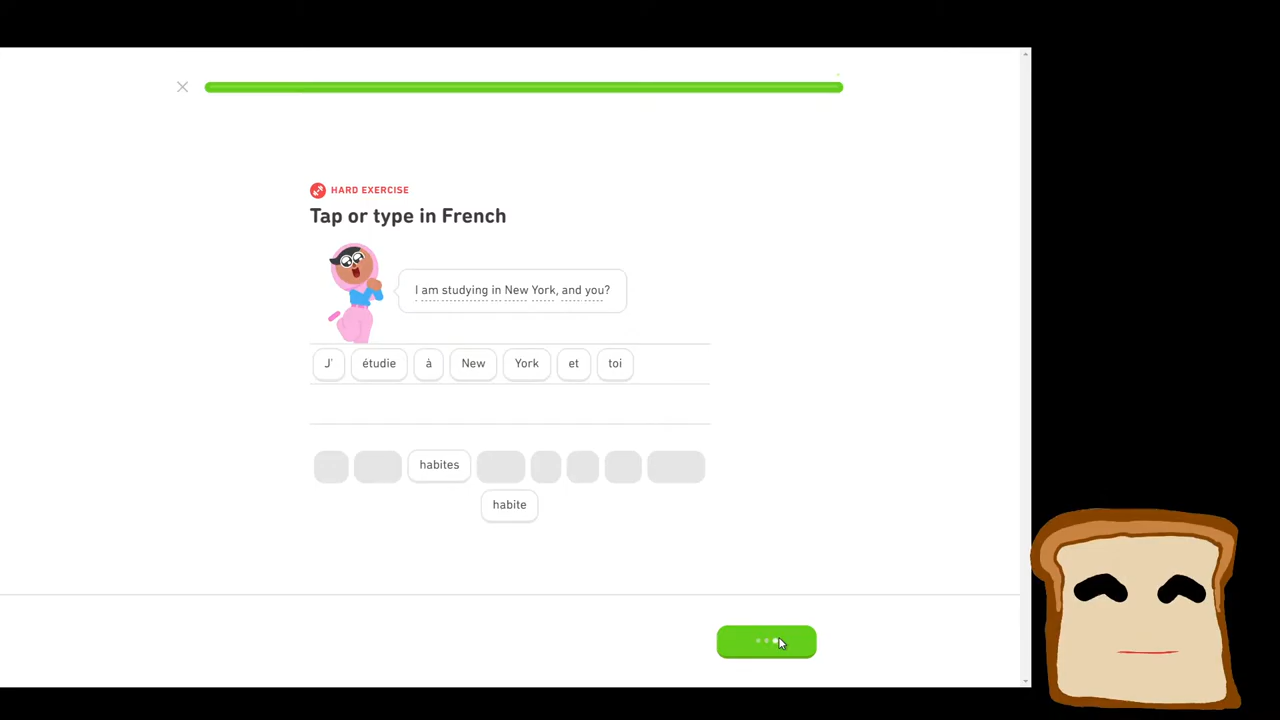 HARD EXERCISE
Tap or type in French
I am studying in New York, and you?
J' étudie à New York et toi
habites
habite